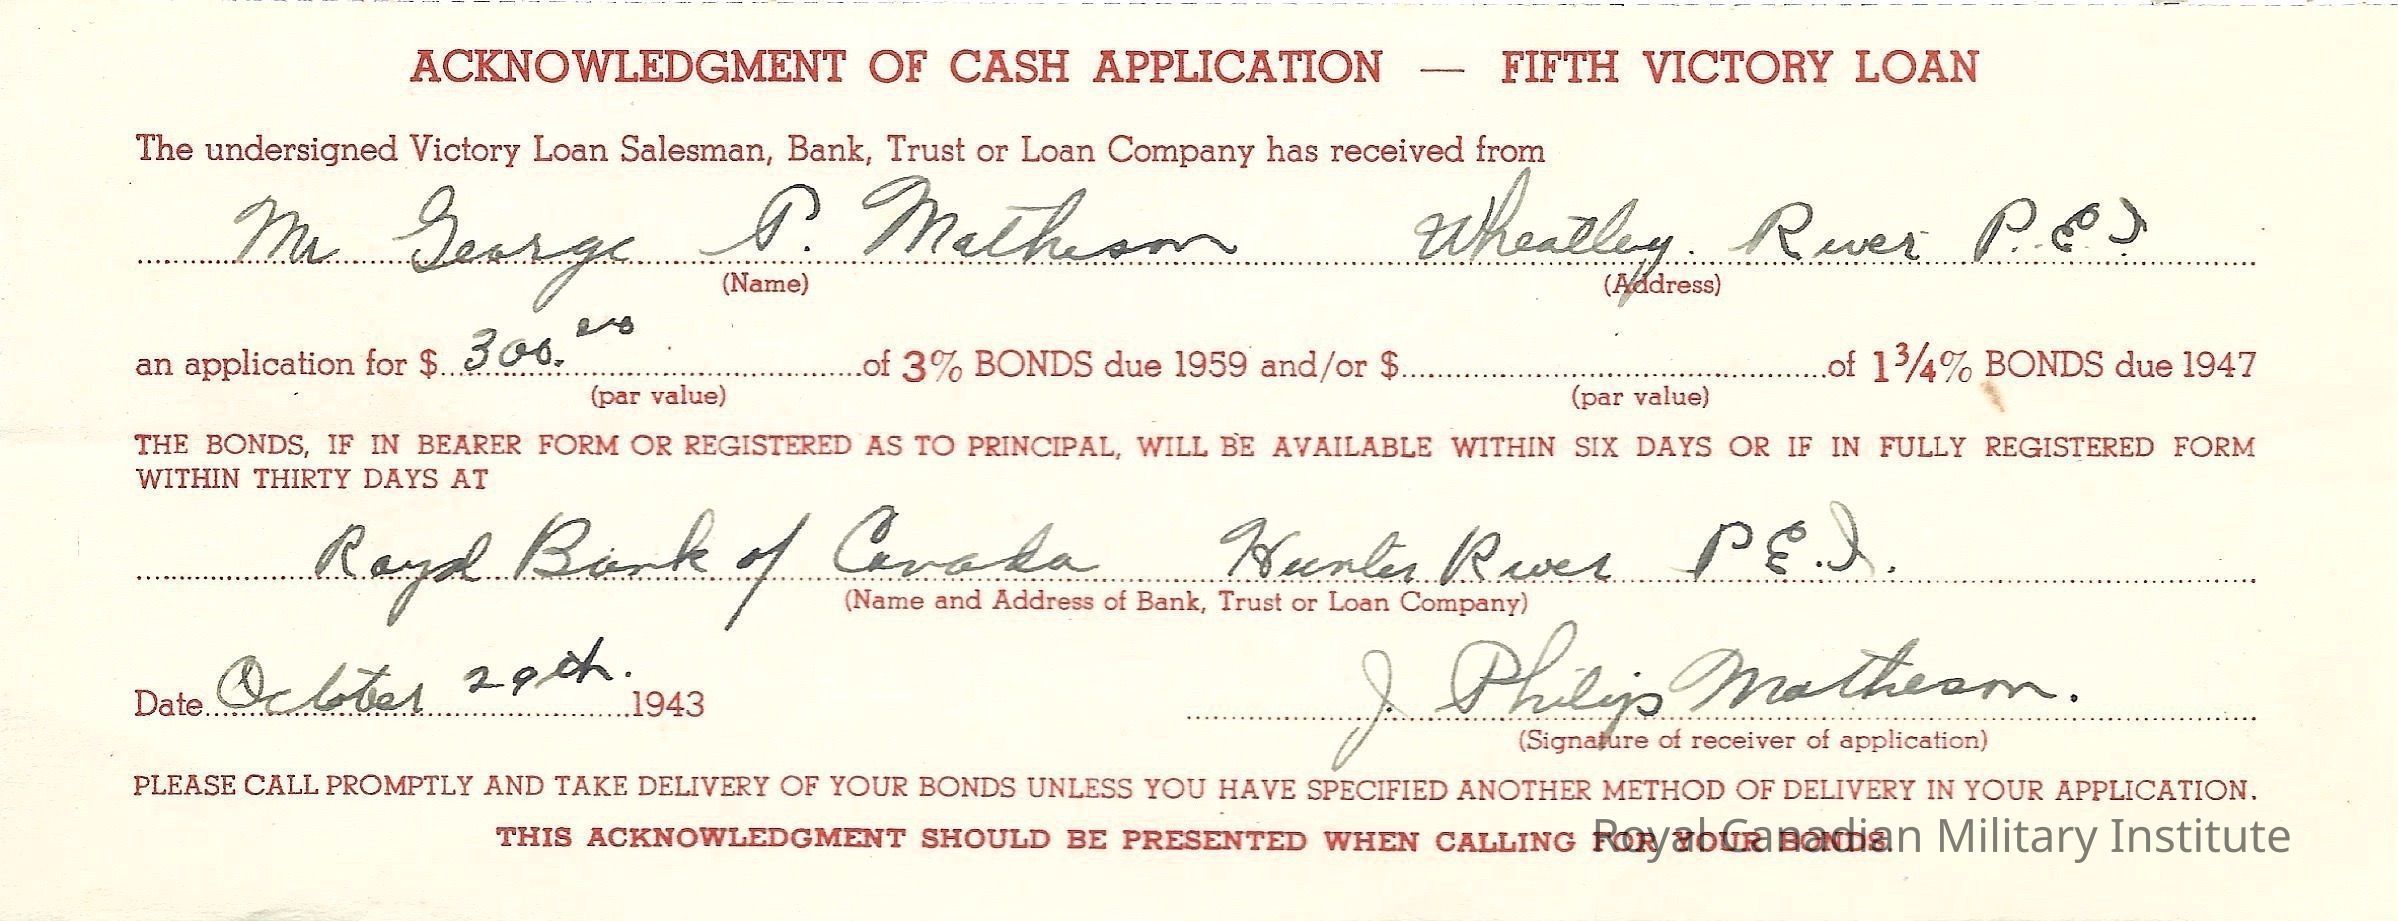 ACKNOWLEDGMENT OF CASH APPLICATION — FIFTH VICTORY LOAN
The undersigned Victory Loan Salesman, Bank, Trust or Loan Company has received from
Mr George P. Matheson Wheatley River P.E.I.
(Name) (Address)
an application for $ 300.00 of 3% BONDS due 1959 and/or $ of 1 3/4% BONDS due 1947
(par value) (par value)
THE BONDS, IF IN BEARER FORM OR REGISTERED AS TO PRINCIPAL, WILL BE AVAILABLE WITHIN SIX DAYS OR IF IN FULLY REGISTERED FORM
WITHIN THIRTY DAYS AT
Royal Bank of Canada Hunter River P.E.I.
(Name and Address of Bank, Trust or Loan Company)
Date October 29th. 1943 J. Philip Matheson.
(Signature of receiver of application)
PLEASE CALL PROMPTLY AND TAKE DELIVERY OF YOUR BONDS UNLESS YOU HAVE SPECIFIED ANOTHER METHOD OF DELIVERY IN YOUR APPLICATION.
THIS ACKNOWLEDGMENT SHOULD BE PRESENTED WHEN CALLING FOR YOUR BONDS.
Royal Canadian Military Institute